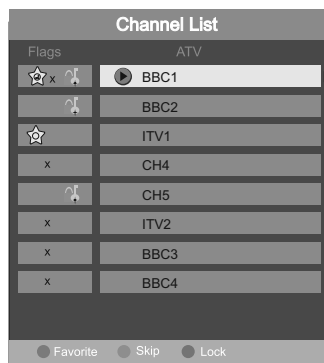 Channel List
Flags ATV
x BBC1
BBC2
ITV1
x CH4
CH5
x ITV2
x BBC3
x BBC4
Favorite Skip Lock